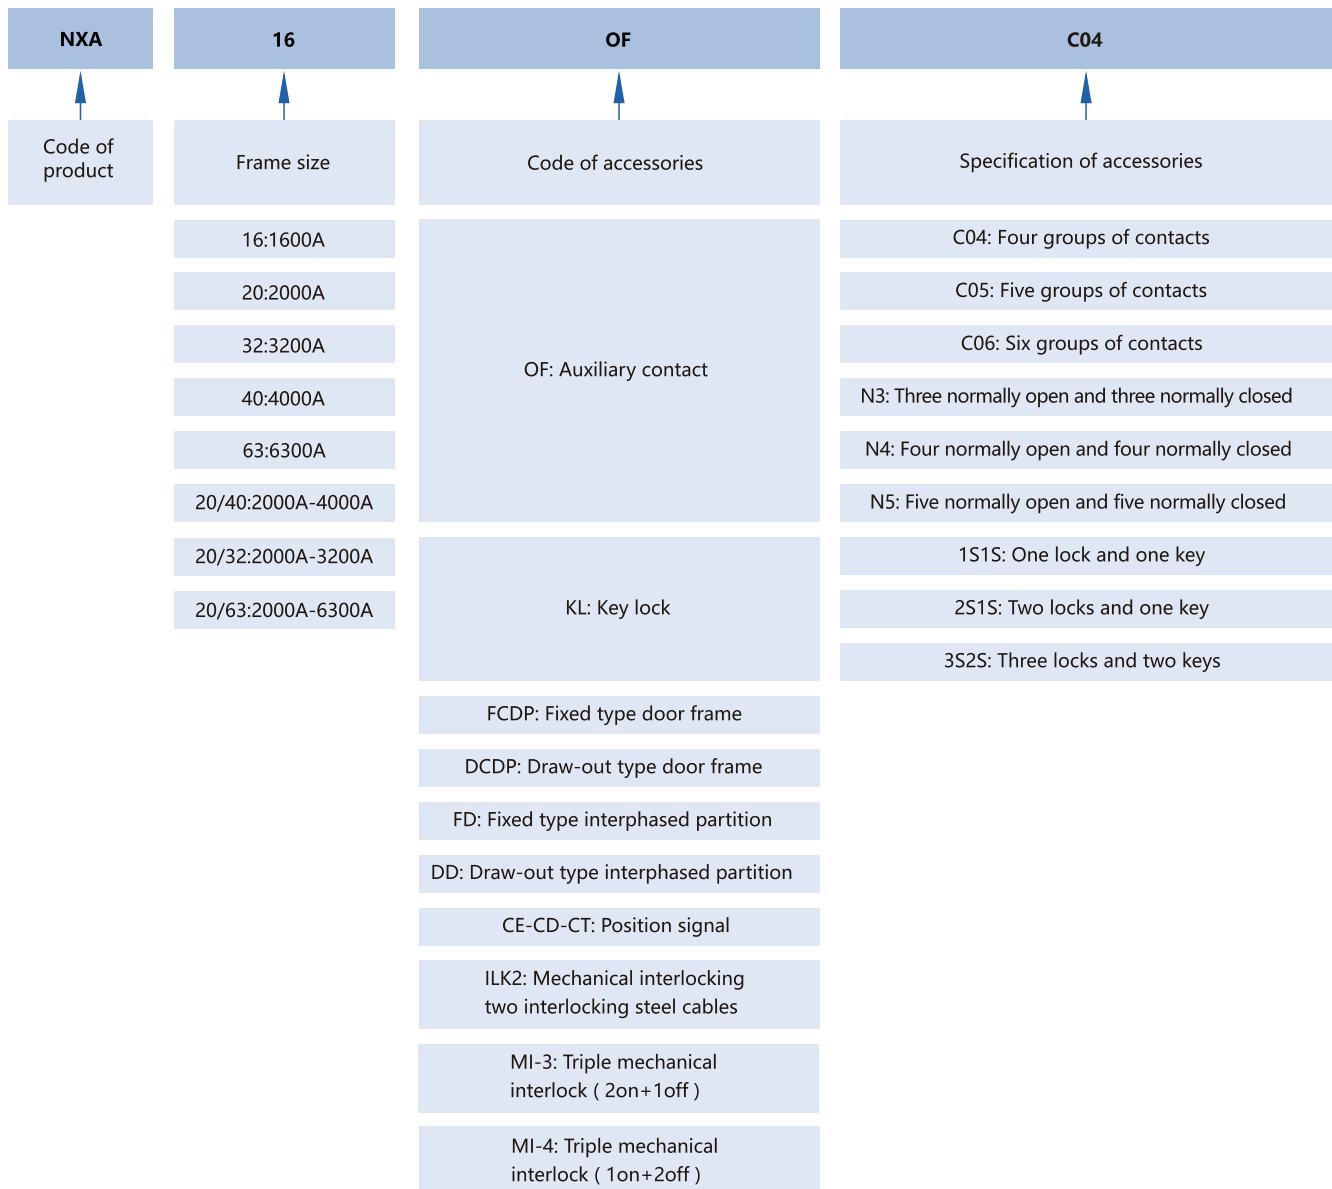 NXA
16
OF
C04
Code of
product
Frame size
Code of accessories
Specification of accessories
16:1600A
20:2000A
32:3200A
40:4000A
63:6300A
20/40:2000A-4000A
20/32:2000A-3200A
20/63:2000A-6300A
OF: Auxiliary contact
KL: Key lock
FCDP: Fixed type door frame
DCDP: Draw-out type door frame
FD: Fixed type interphased partition
DD: Draw-out type interphased partition
CE-CD-CT: Position signal
ILK2: Mechanical interlocking
two interlocking steel cables
MI-3: Triple mechanical
interlock ( 2on+1off )
MI-4: Triple mechanical
interlock ( 1on+2off )
C04: Four groups of contacts
C05: Five groups of contacts
C06: Six groups of contacts
N3: Three normally open and three normally closed
N4: Four normally open and four normally closed
N5: Five normally open and five normally closed
1S1S: One lock and one key
2S1S: Two locks and one key
3S2S: Three locks and two keys